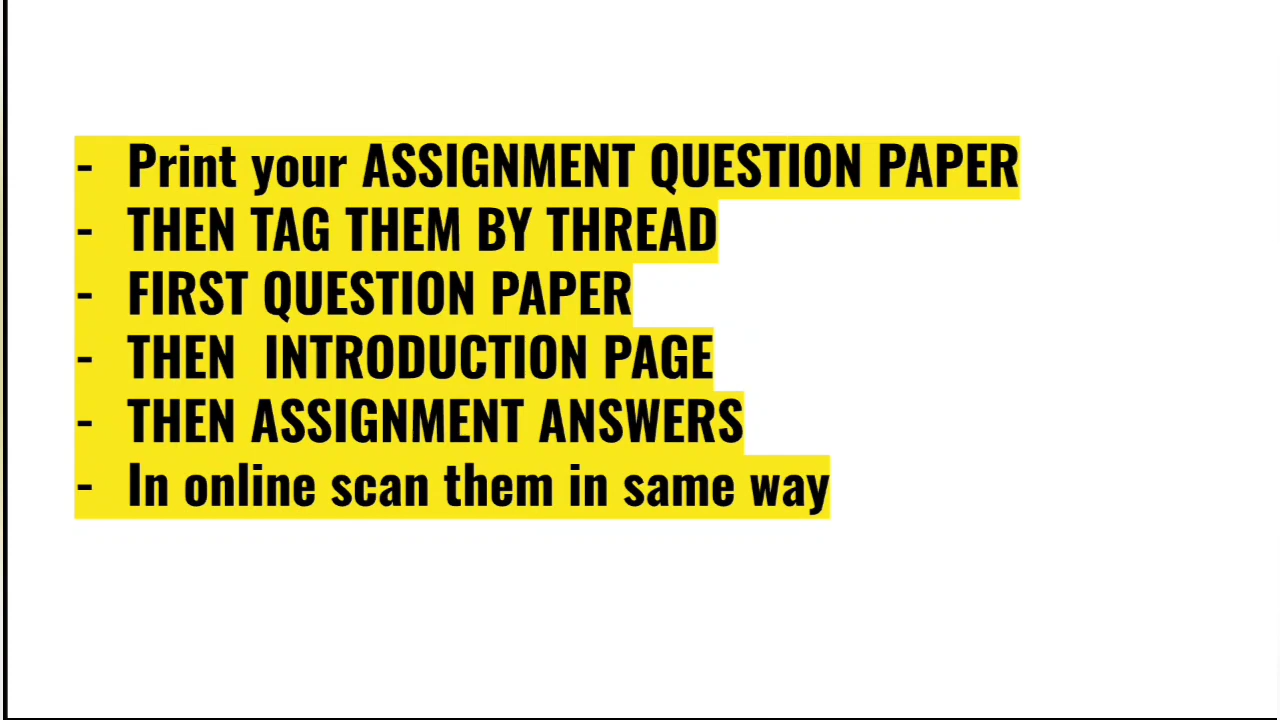 - Print your ASSIGNMENT QUESTION PAPER
- THEN TAG THEM BY THREAD
- FIRST QUESTION PAPER
- THEN  INTRODUCTION PAGE
- THEN ASSIGNMENT ANSWERS
- In online scan them in same way